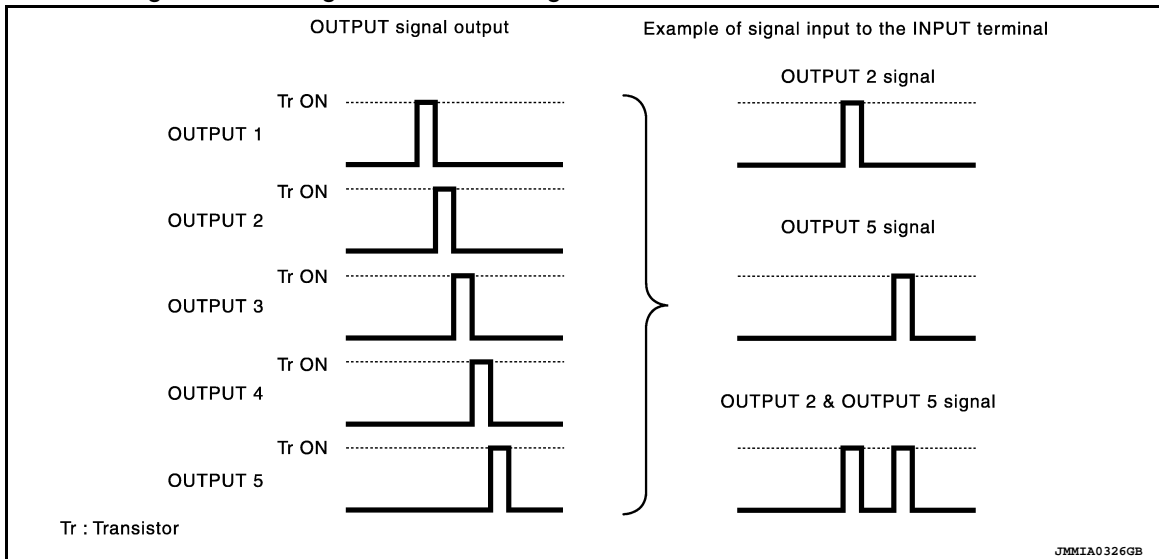 OUTPUT signal output
Example of signal input to the INPUT terminal
Tr ON
OUTPUT 1
Tr ON
OUTPUT 2
Tr ON
OUTPUT 3
Tr ON
OUTPUT 4
Tr ON
OUTPUT 5
OUTPUT 2 signal
OUTPUT 5 signal
OUTPUT 2 & OUTPUT 5 signal
Tr : Transistor
JMMIA0326GB